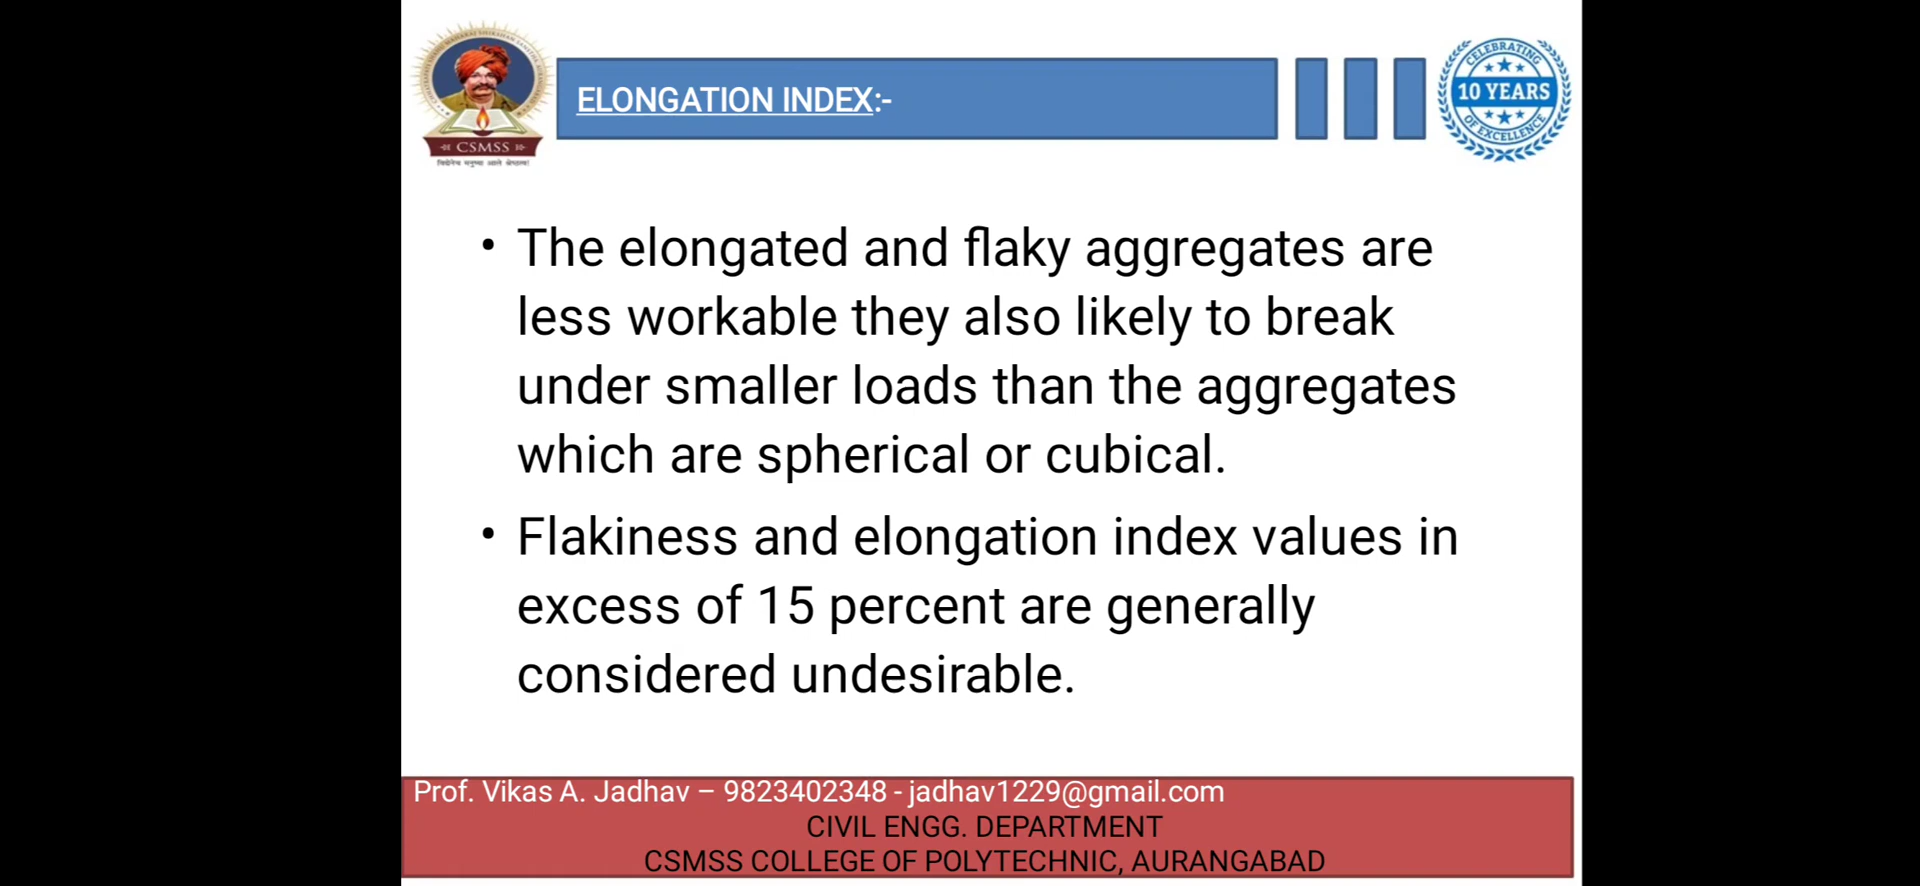 ELONGATION INDEX:-
CSMSS
CELEBRATING
10 YEARS
OF EXCELLENCE
• The elongated and flaky aggregates are
less workable they also likely to break
under smaller loads than the aggregates
which are spherical or cubical.
• Flakiness and elongation index values in
excess of 15 percent are generally
considered undesirable.
Prof. Vikas A. Jadhav – 9823402348 - jadhav1229@gmail.com
CIVIL ENGG. DEPARTMENT
CSMSS COLLEGE OF POLYTECHNIC, AURANGABAD